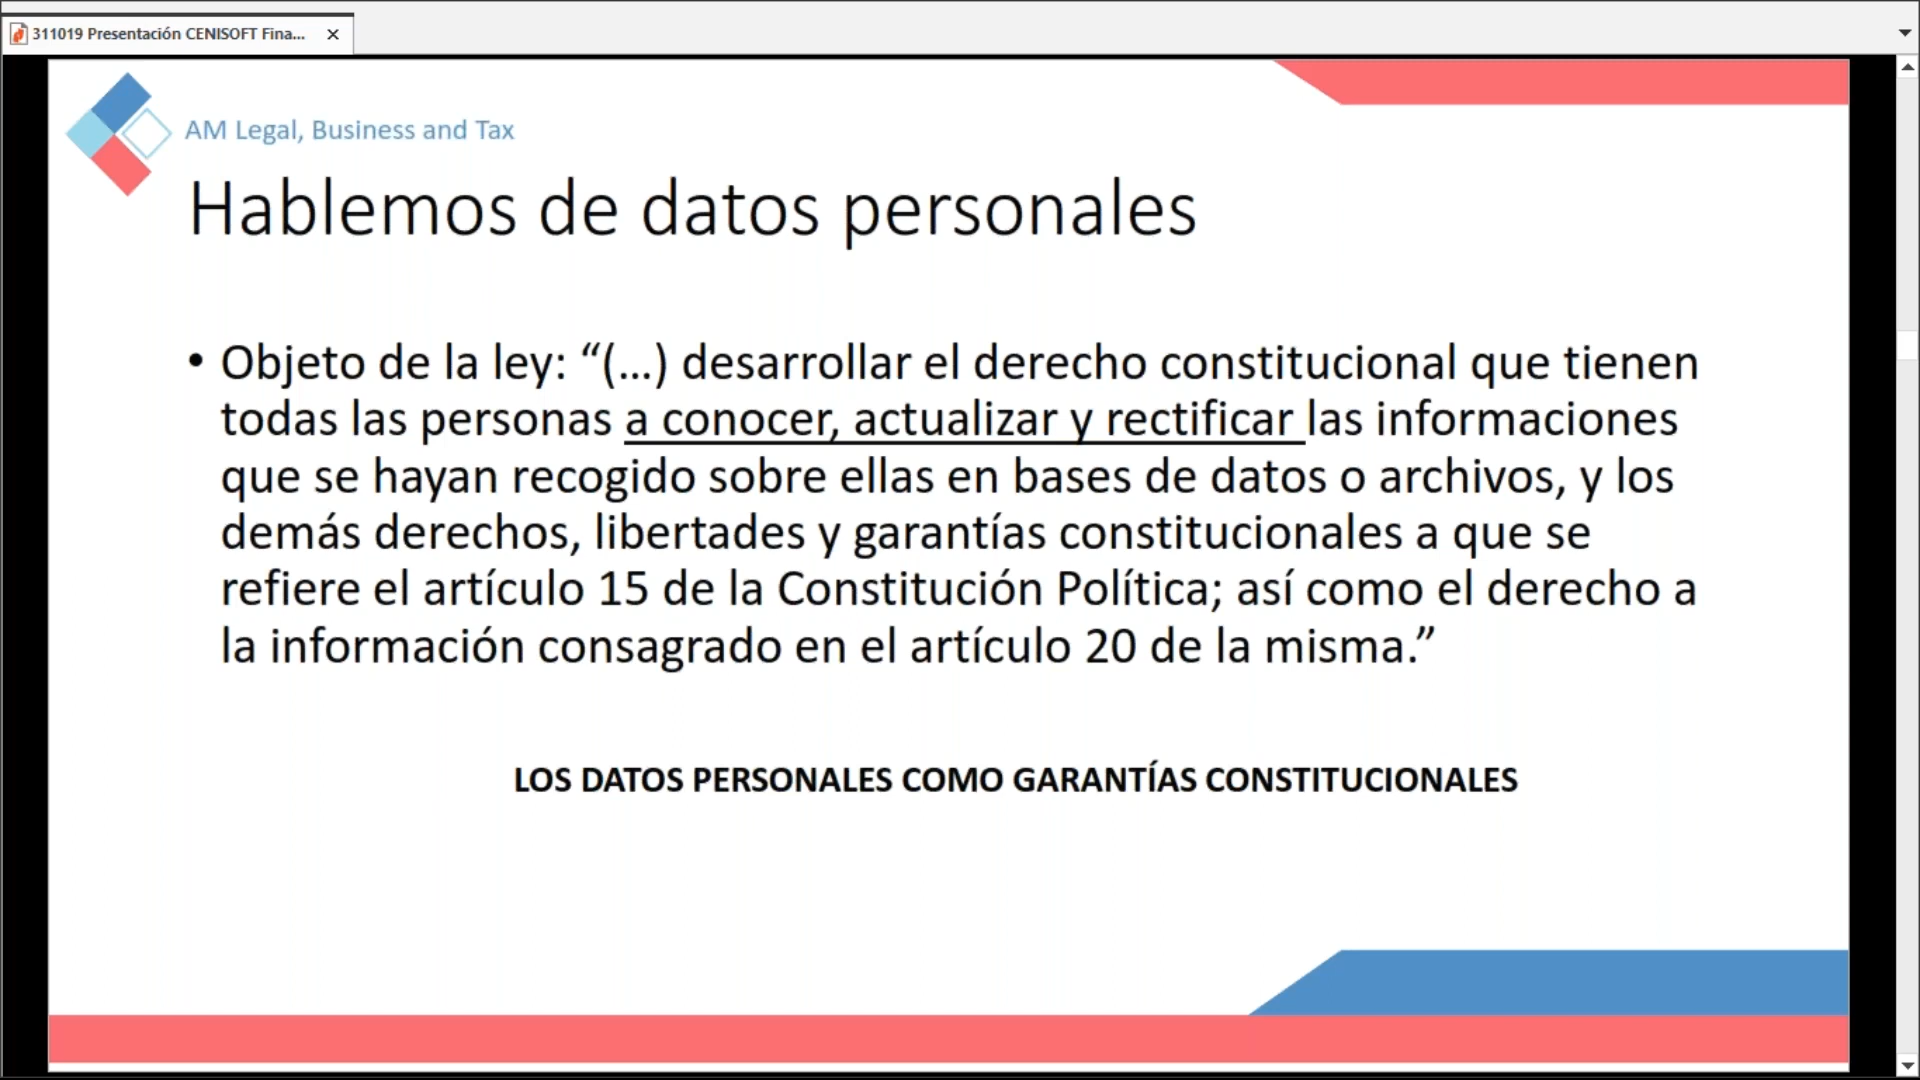 311019 Presentación CENISOFT Fina...
AM Legal, Business and Tax
Hablemos de datos personales
• Objeto de la ley: “(...) desarrollar el derecho constitucional que tienen
todas las personas a conocer, actualizar y rectificar las informaciones
que se hayan recogido sobre ellas en bases de datos o archivos, y los
demás derechos, libertades y garantías constitucionales a que se
refiere el artículo 15 de la Constitución Política; así como el derecho a
la información consagrado en el artículo 20 de la misma.”
LOS DATOS PERSONALES COMO GARANTÍAS CONSTITUCIONALES